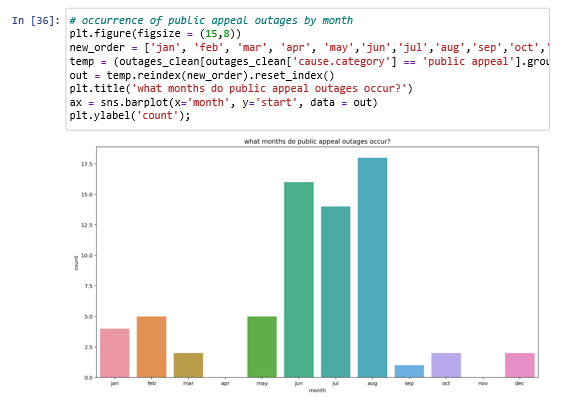 In [36]: # occurrence of public appeal outages by month
plt.figure(figsize = (15,8))
new_order = ['jan', 'feb', 'mar', 'apr', 'may','jun','jul','aug','sep','oct','
temp = (outages_clean[outages_clean['cause.category'] == 'public appeal'].grou
out = temp.reindex(new_order).reset_index()
plt.title('what months do public appeal outages occur?')
ax = sns.barplot(x='month', y='start', data = out)
plt.ylabel('count');
what months do public appeal outages occur?
17.5
15.0
12.5
10.0
7.5
5.0
2.5
0.0
count
jan feb mar apr may jun jul aug sep oct nov dec
month